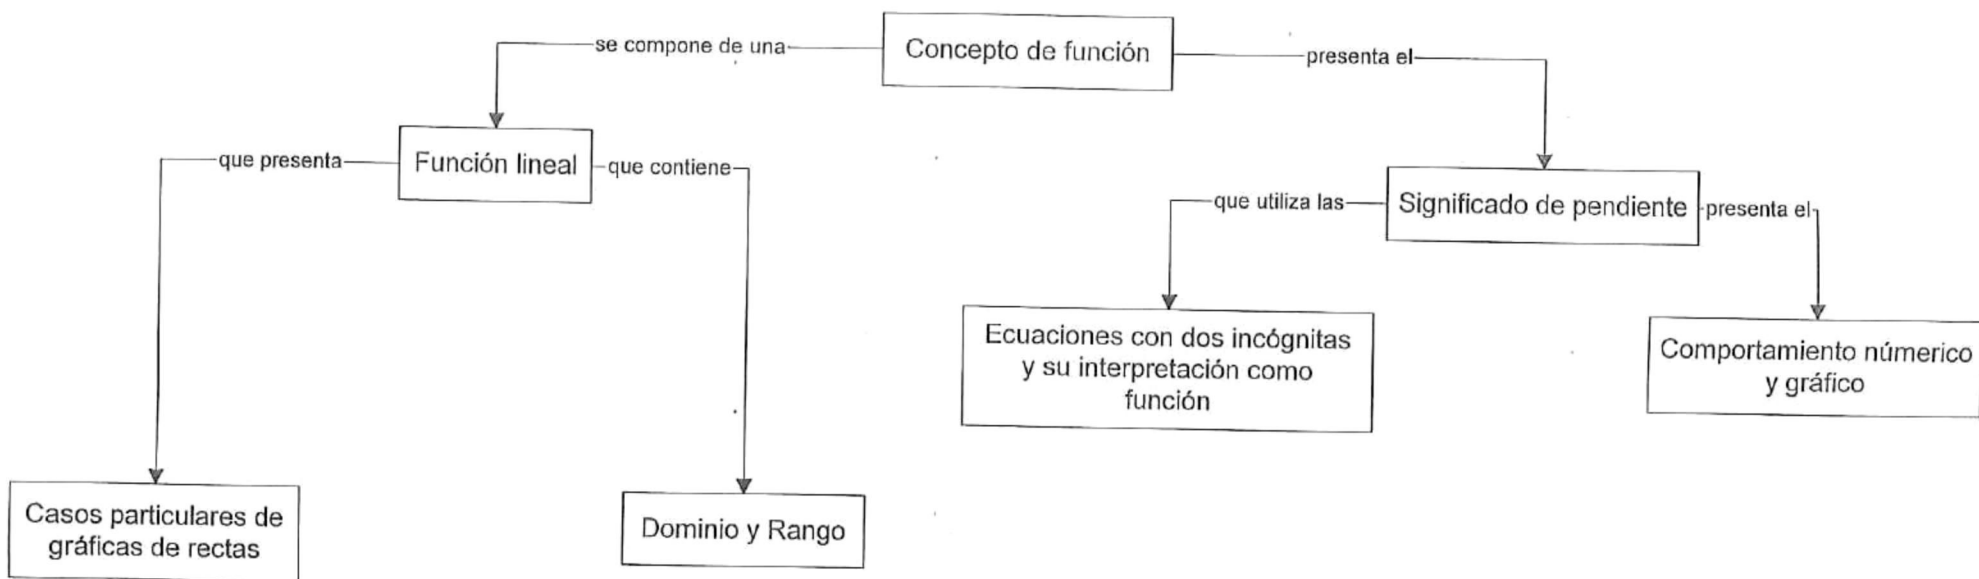 Concepto de función
se compone de una
presenta el
Función lineal
que presenta
que contiene
Significado de pendiente
que utiliza las
presenta el
Ecuaciones con dos incógnitas
y su interpretación como
función
Comportamiento númerico
y gráfico
Casos particulares de
gráficas de rectas
Dominio y Rango